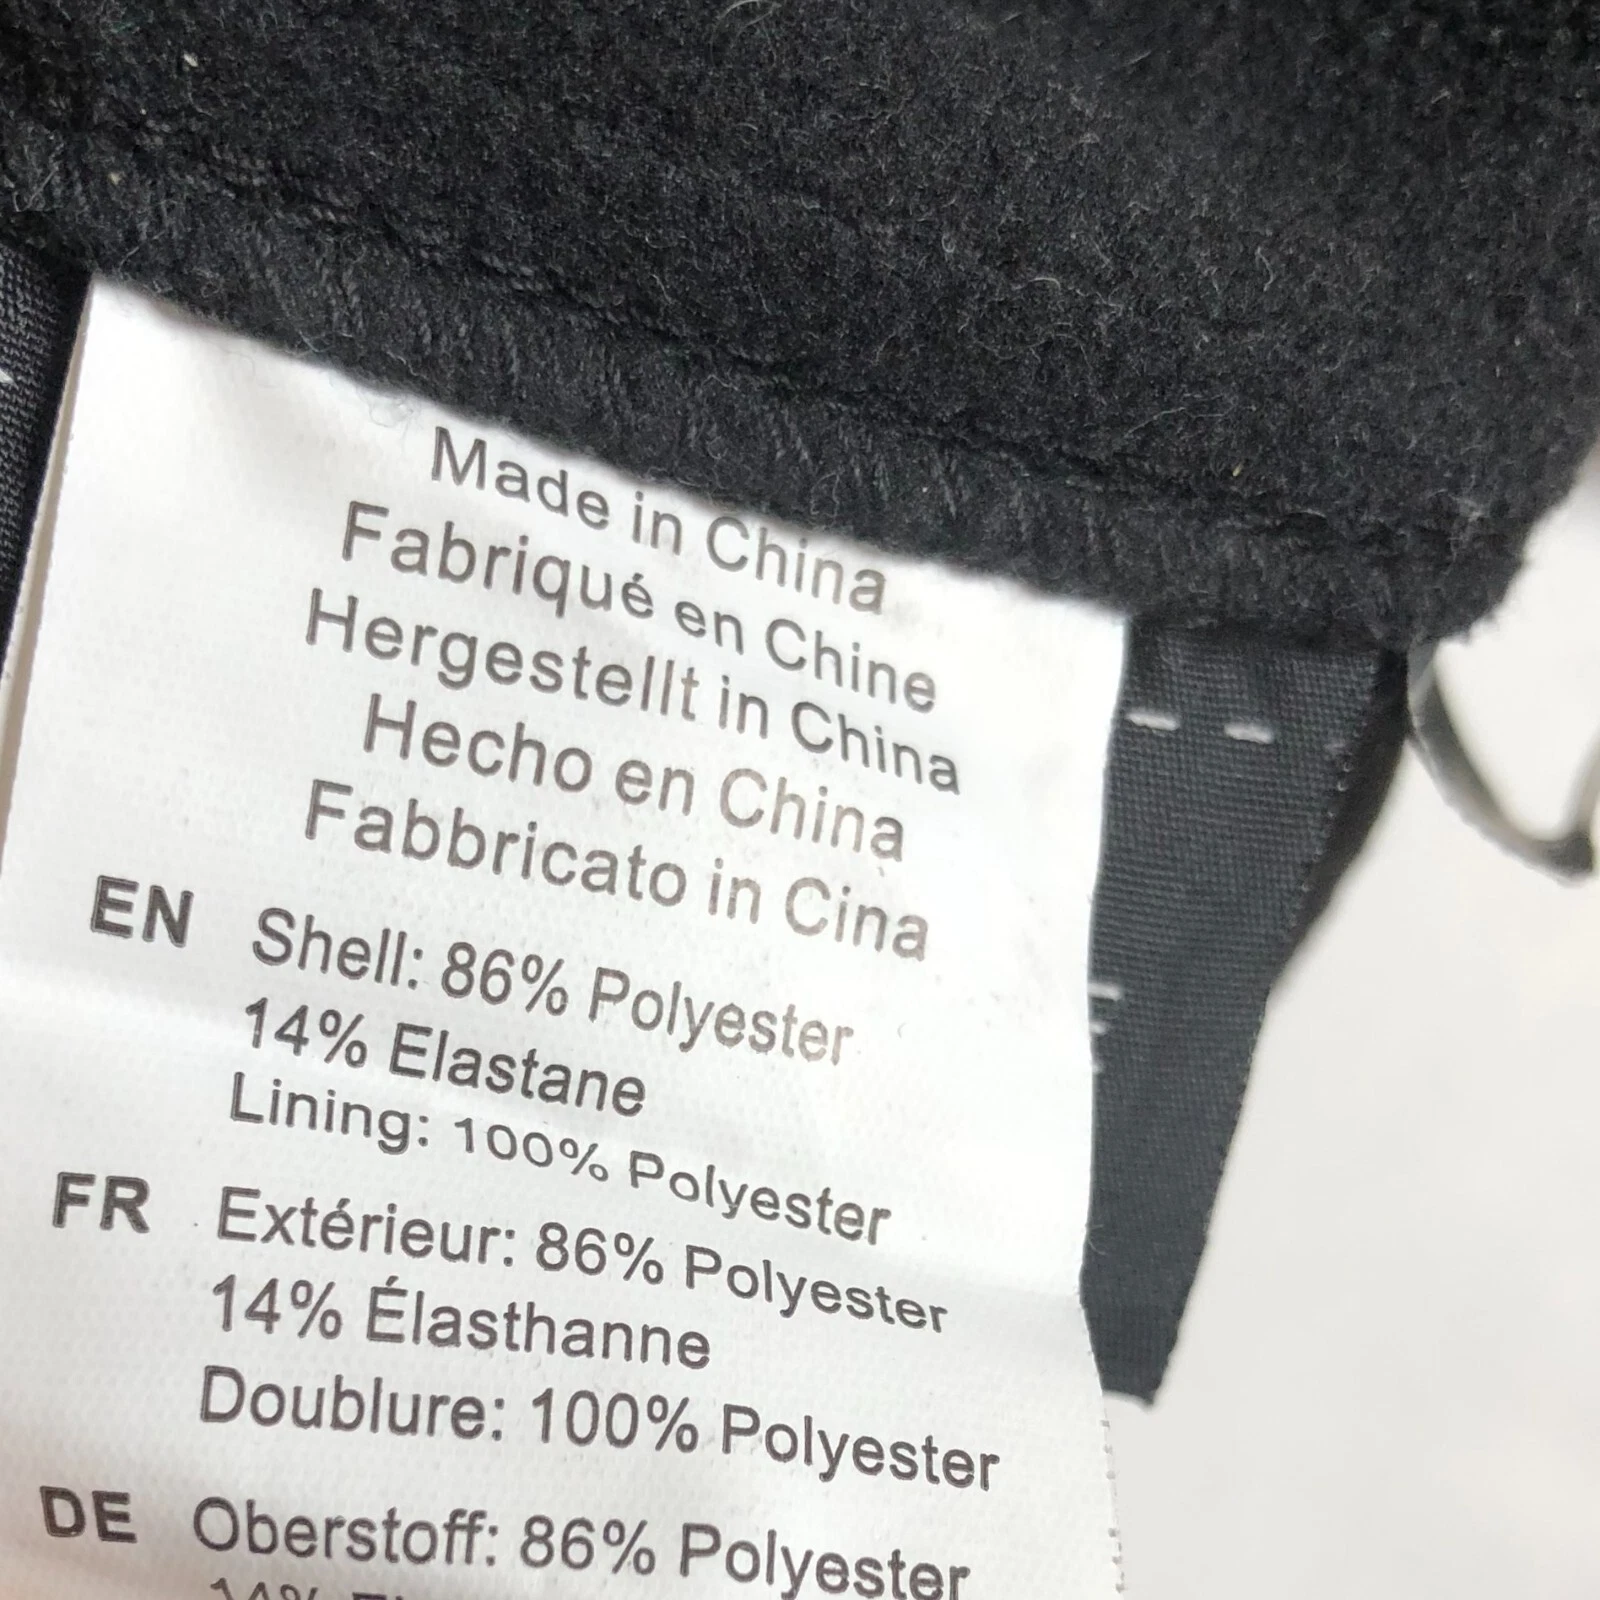 Made in China
Fabriqué en Chine
Hergestellt in China
Hecho en China
Fabbricato in Cina
EN Shell: 86% Polyester
14% Elastane
Lining: 100% Polyester
FR Extérieur: 86% Polyester
14% Élasthanne
Doublure: 100% Polyester
DE Oberstoff: 86% Polyester
14%